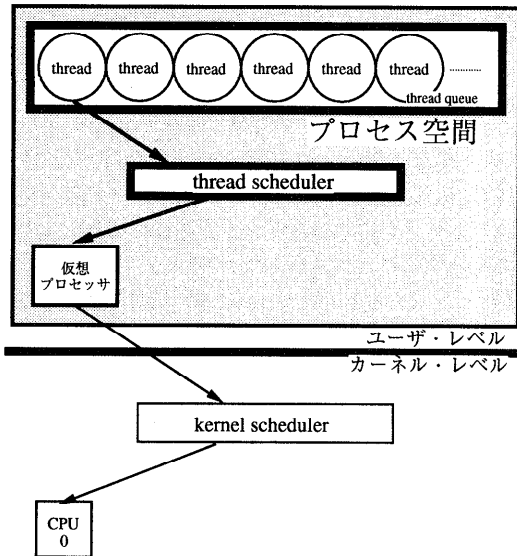 thread thread thread thread thread thread ............
thread queue
プロセス空間
thread scheduler
仮想
プロセッサ
ユーザ・レベル
カーネル・レベル
kernel scheduler
CPU
0